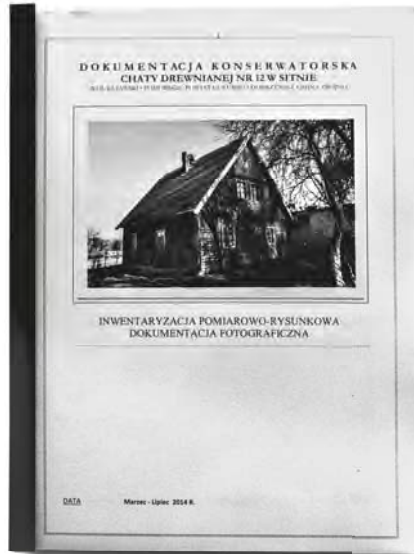 DOKUMENTACJA KONSERWATORSKA
CHATY DREWNIANEJ NR 12 W SITNIE
INWENTARYZACJA POMIAROWO-RYSUNKOWA
DOKUMENTACJA FOTOGRAFICZNA
DATA Marzec - Lipiec 2014 R.